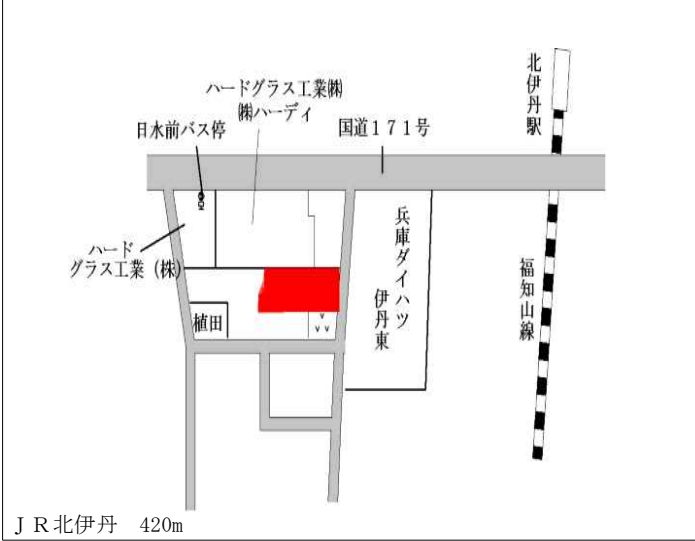 北伊丹駅
ハードグラス工業㈱
㈱ハーディ
日水前バス停
国道171号
ハード
グラス工業(株)
兵庫ダイハツ
伊丹東
福知山線
植田
JR北伊丹 420m